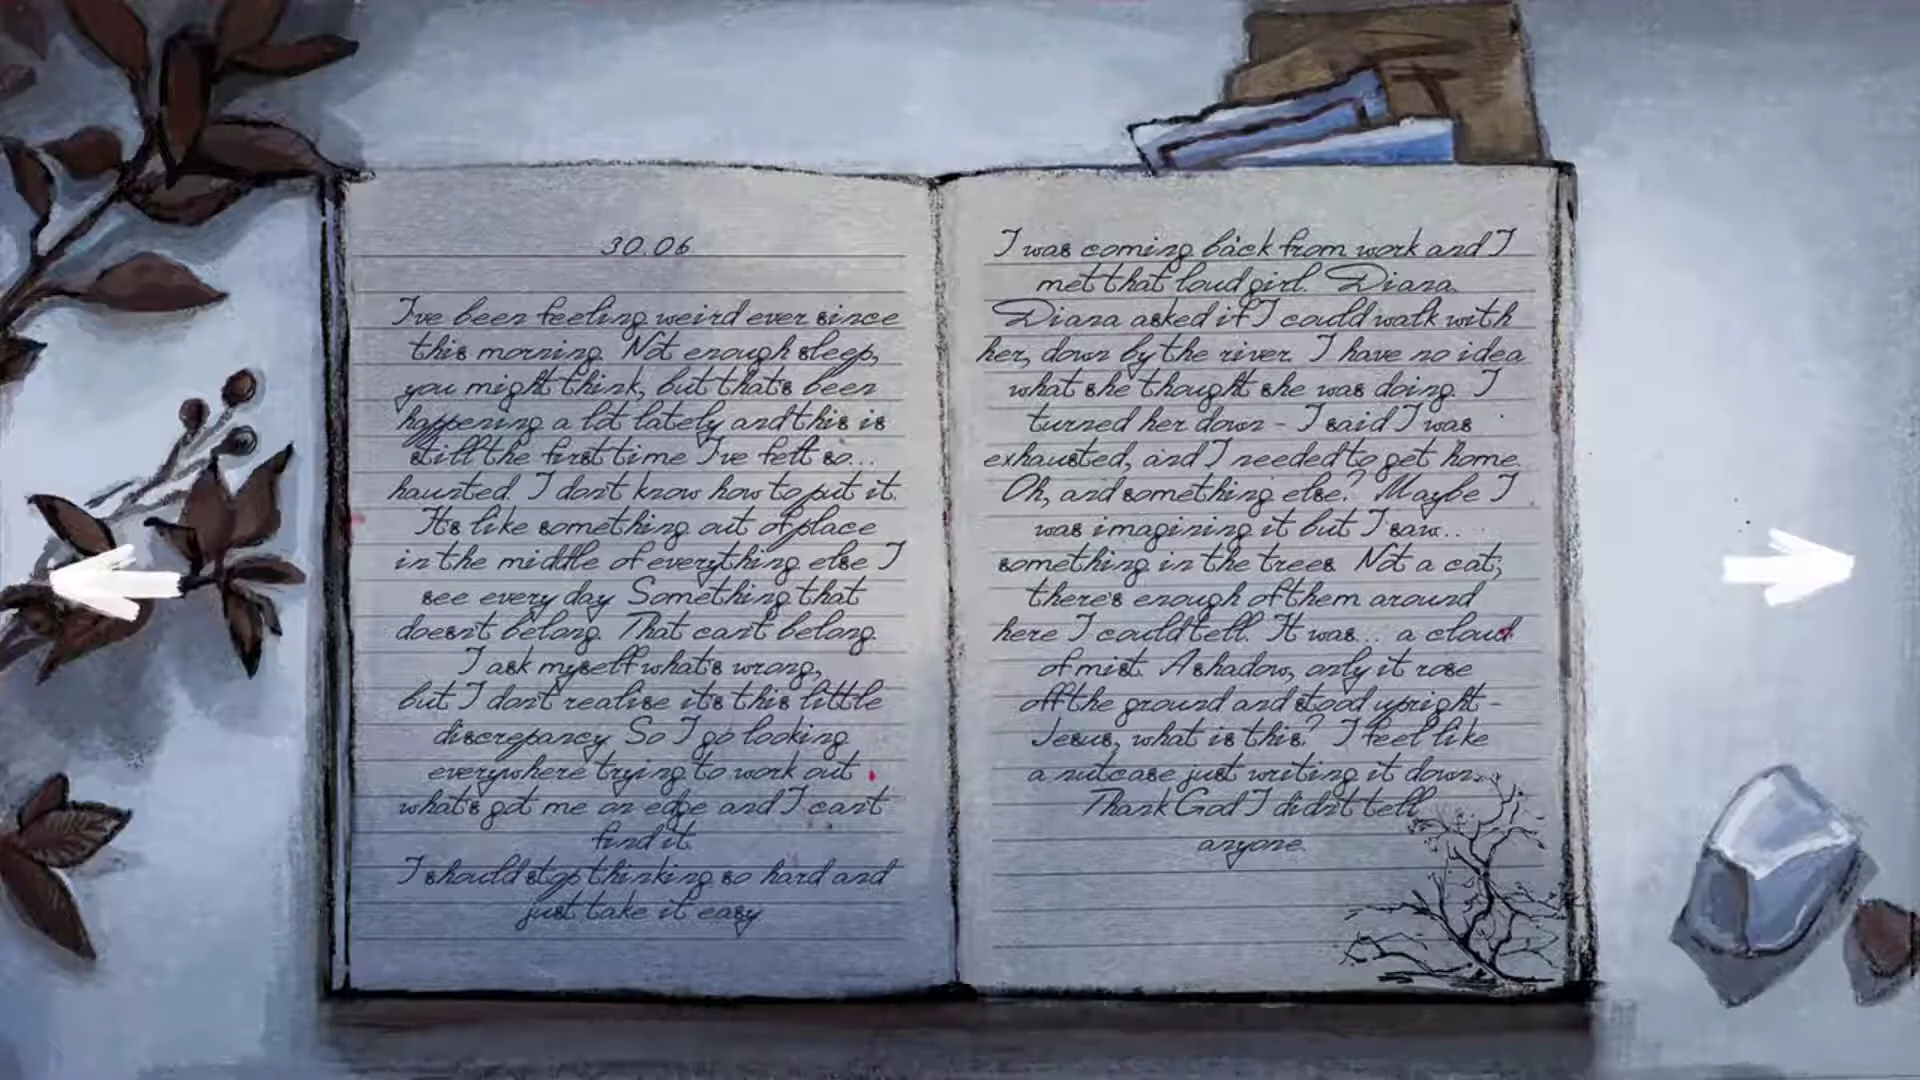 30.06
I've been feeling weird ever since
this morning. Not enough sleep,
you might think, but that's been
happening a lot lately and this is
still the first time I've felt so...
haunted. I don't know how to put it.
It's like something out of place
in the middle of everything else I
see every day. Something that
doesn't belong. That can't belong.
I ask myself what's wrong,
but I don't realise it's this little
discrepancy. So I go looking
everywhere trying to work out
what's got me on edge and I can't
find it.
I should stop thinking so hard and
just take it easy
I was coming back from work and I
met that loud girl. Diana.
Diana asked if I could walk with
her, down by the river. I have no idea
what she thought she was doing. I
turned her down - I said I was
exhausted, and I needed to get home.
Oh, and something else? Maybe I
was imagining it but I saw...
something in the trees. Not a cat;
there's enough of them around
here I could tell. It was... a cloud
of mist. A shadow, only it rose
off the ground and stood upright -
Jesus, what is this? I feel like
a nutcase just writing it down.
Thank God I didn't tell
anyone.